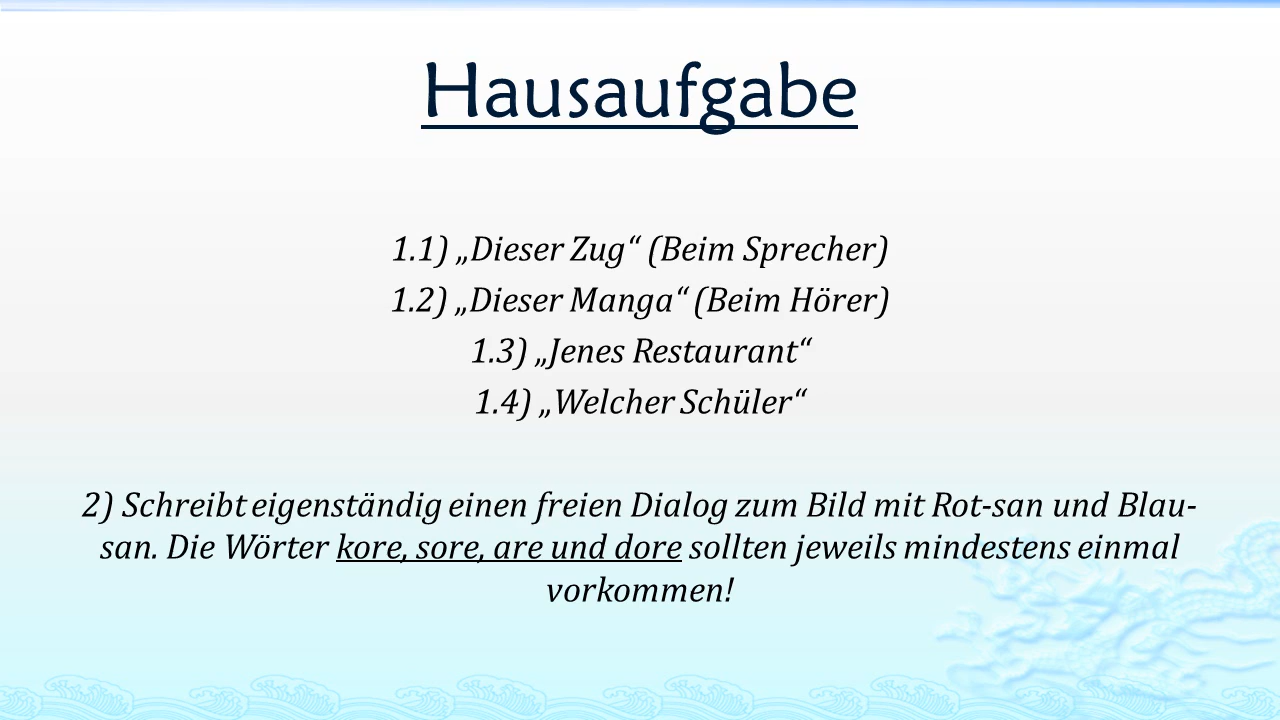 Hausaufgabe
1.1) „Dieser Zug“ (Beim Sprecher)
1.2) „Dieser Manga“ (Beim Hörer)
1.3) „Jenes Restaurant“
1.4) „Welcher Schüler“
2) Schreibt eigenständig einen freien Dialog zum Bild mit Rot-san und Blau-
san. Die Wörter kore, sore, are und dore sollten jeweils mindestens einmal
vorkommen!